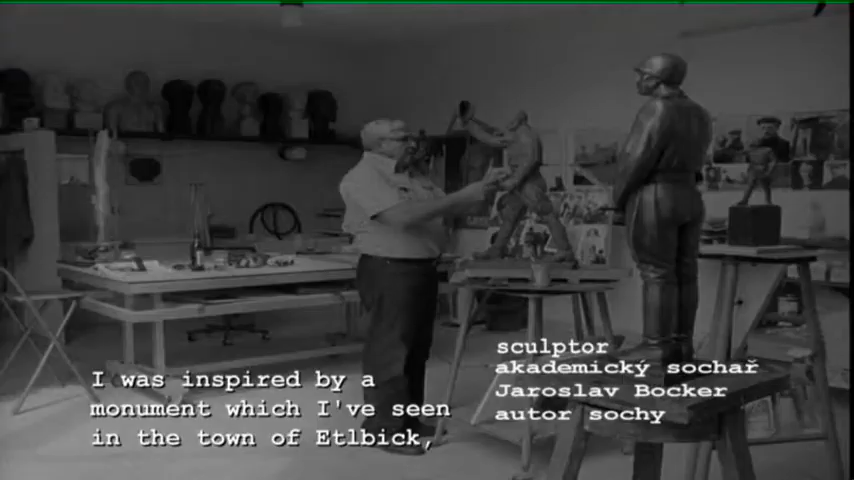 I was inspired by a
monument which I've seen
in the town of Etlbick,
sculptor
akademický sochař
Jaroslav Bocker
autor sochy